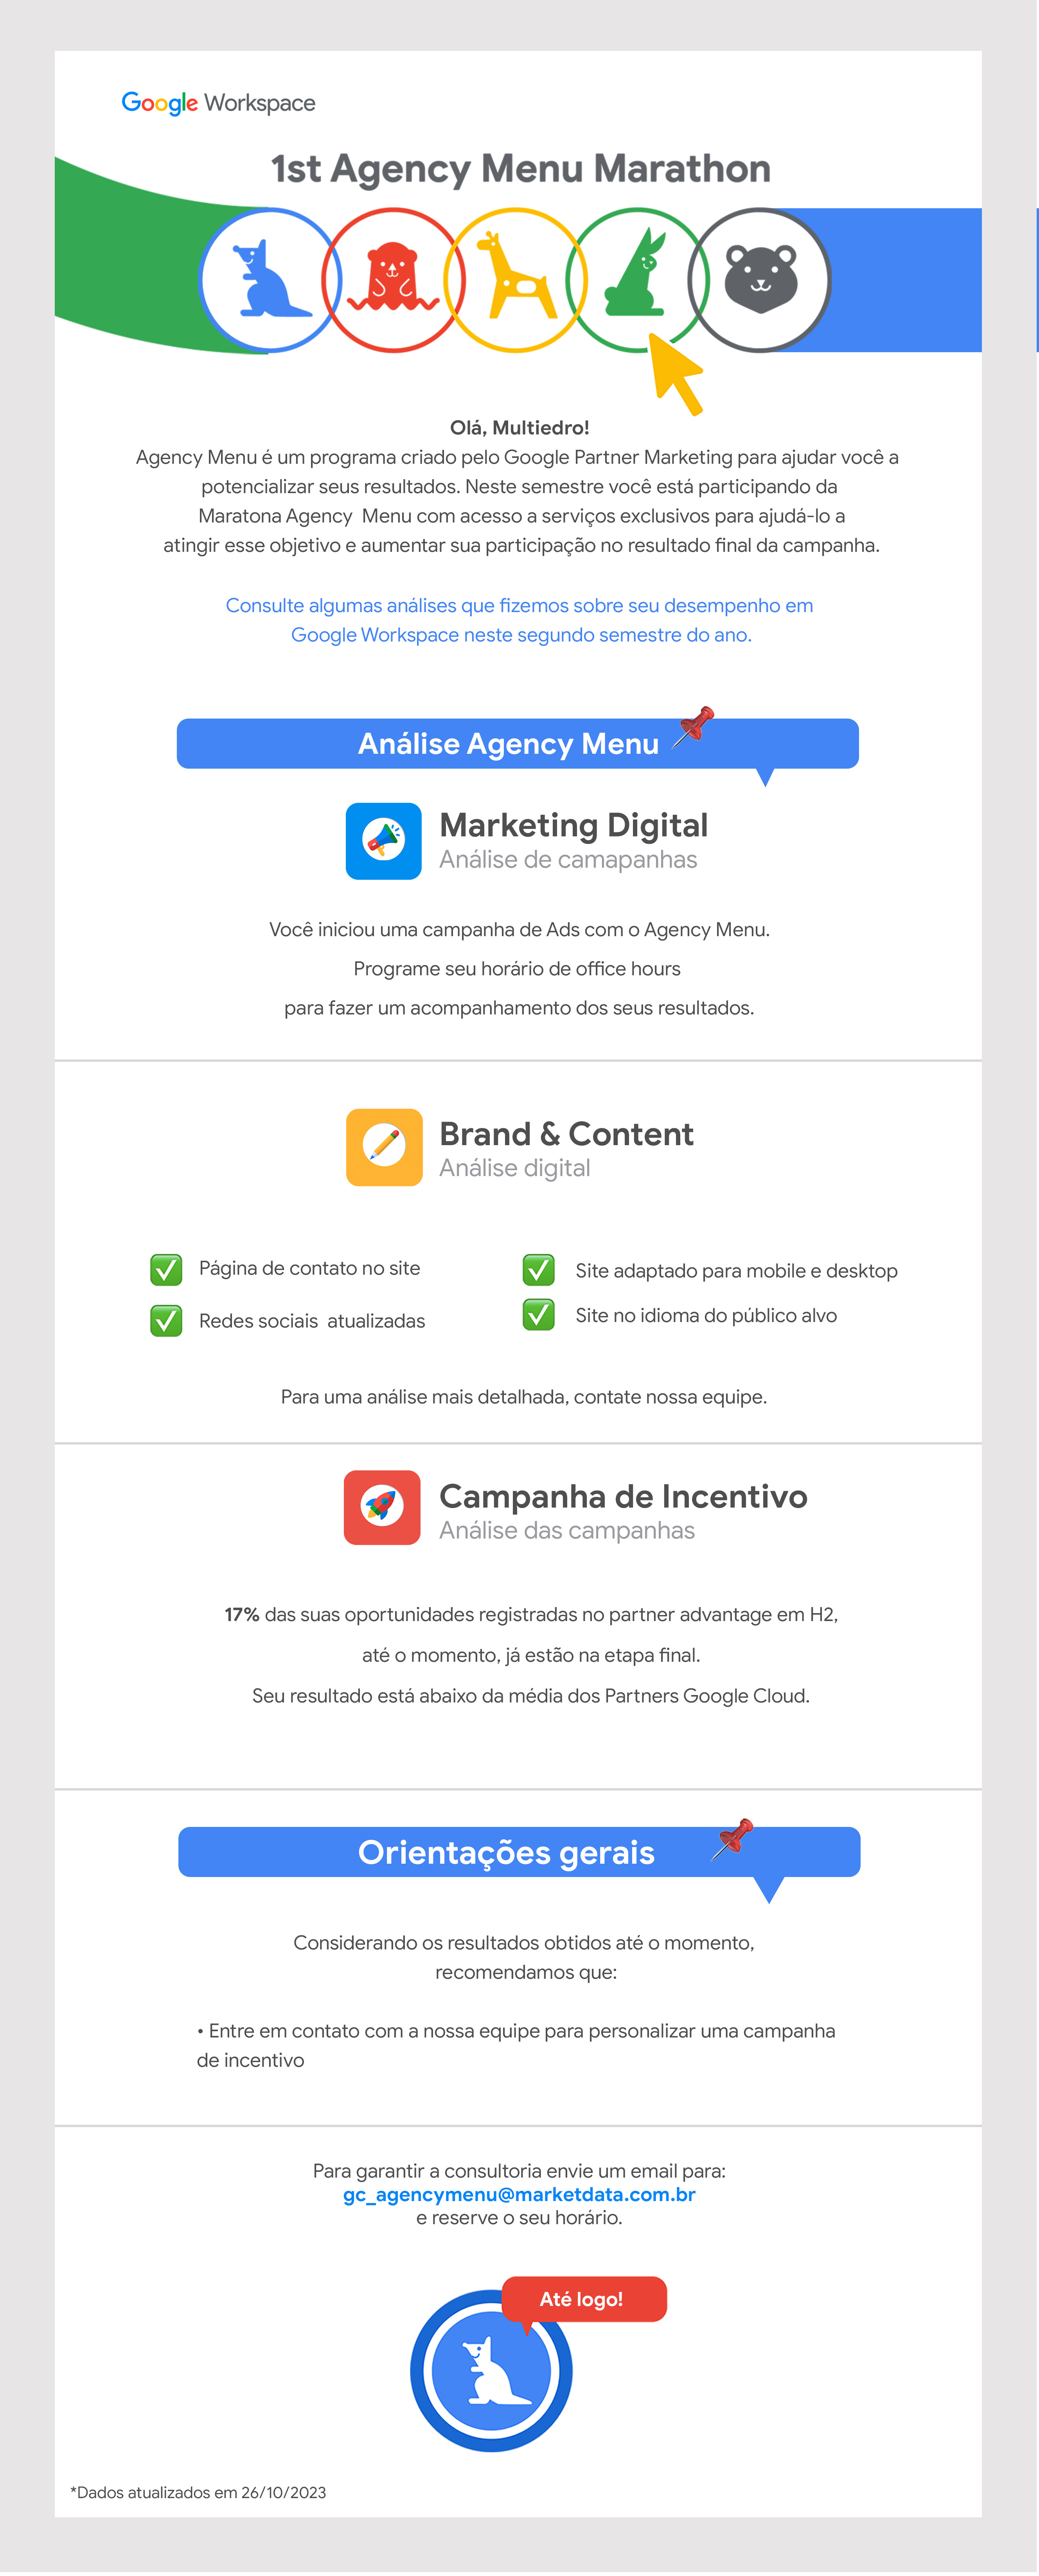 Google Workspace
1st Agency Menu Marathon
Olá, Multiedro!
Agency Menu é um programa criado pelo Google Partner Marketing para ajudar você a
potencializar seus resultados. Neste semestre você está participando da
Maratona Agency Menu com acesso a serviços exclusivos para ajudá-lo a
atingir esse objetivo e aumentar sua participação no resultado final da campanha.
Consulte algumas análises que fizemos sobre seu desempenho em
Google Workspace neste segundo semestre do ano.
Análise Agency Menu
Marketing Digital
Análise de camapanhas
Você iniciou uma campanha de Ads com o Agency Menu.
Programe seu horário de office hours
para fazer um acompanhamento dos seus resultados.
Brand & Content
Análise digital
Página de contato no site
Redes sociais atualizadas
Site adaptado para mobile e desktop
Site no idioma do público alvo
Para uma análise mais detalhada, contate nossa equipe.
Campanha de Incentivo
Análise das campanhas
17% das suas oportunidades registradas no partner advantage em H2,
até o momento, já estão na etapa final.
Seu resultado está abaixo da média dos Partners Google Cloud.
Orientações gerais
Considerando os resultados obtidos até o momento,
recomendamos que:
• Entre em contato com a nossa equipe para personalizar uma campanha
de incentivo
Para garantir a consultoria envie um email para:
gc_agencymenu@marketdata.com.br
e reserve o seu horário.
Até logo!
*Dados atualizados em 26/10/2023